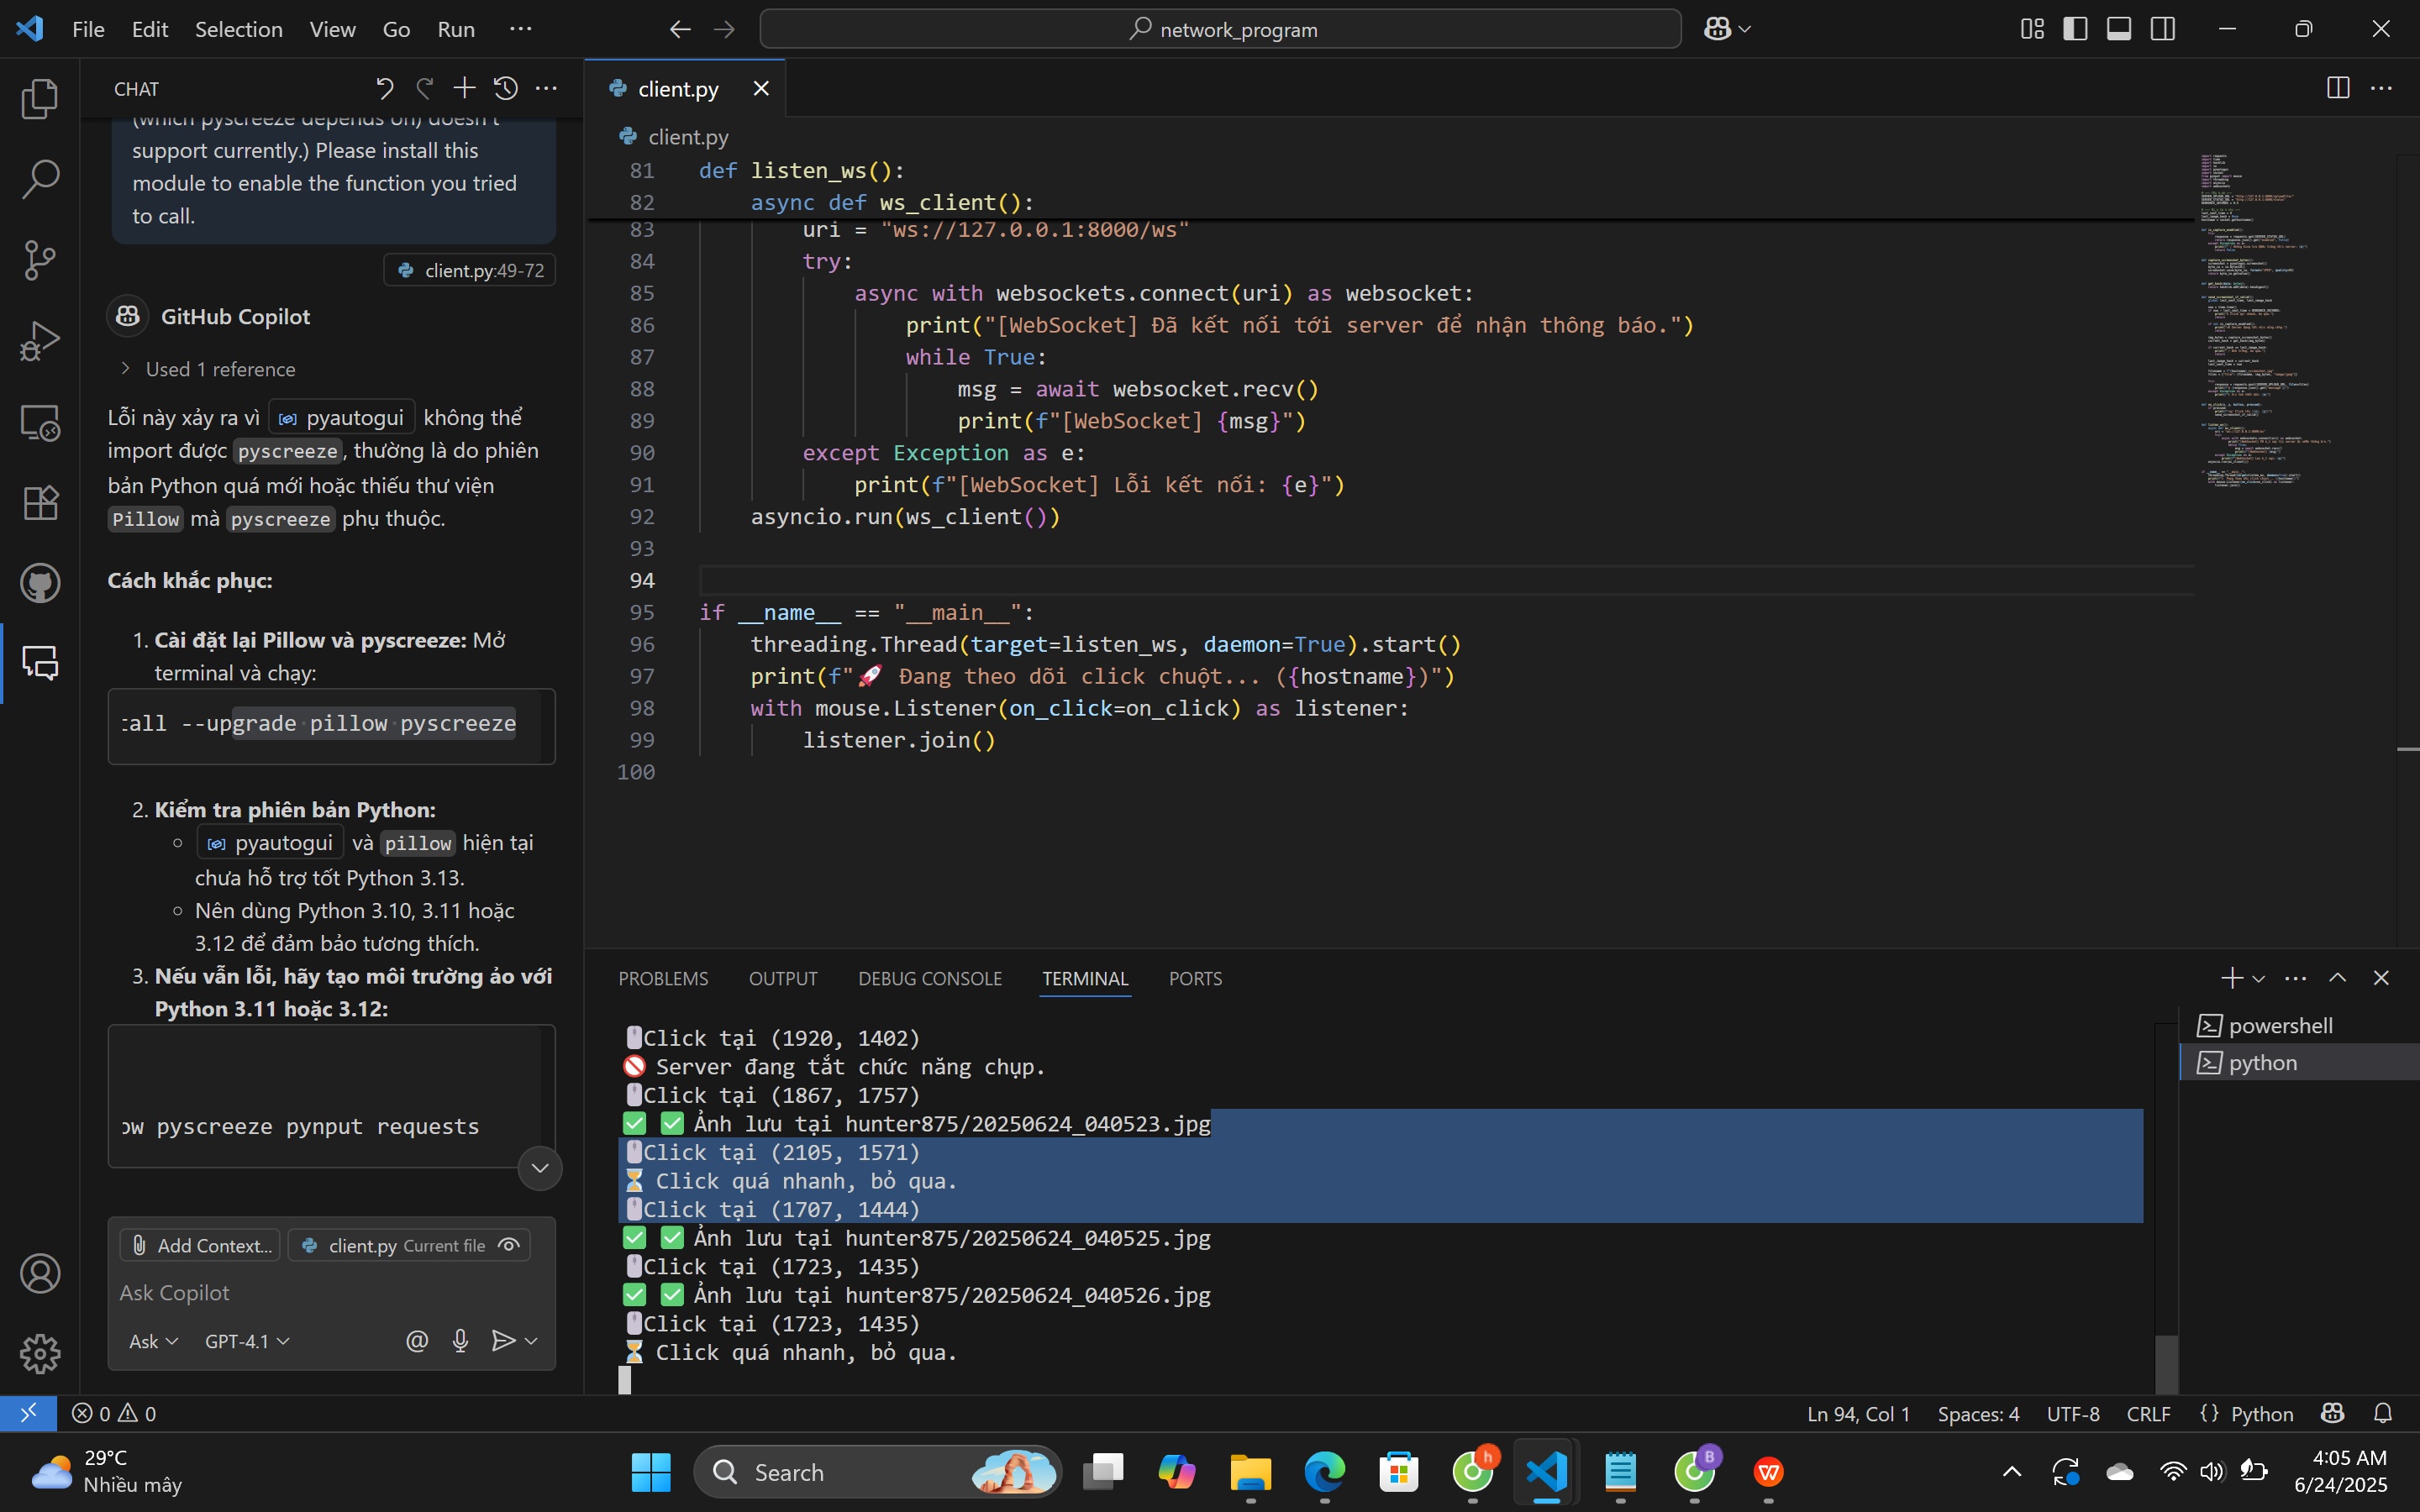 File Edit Selection View Go Run ···
network_program
CHAT
(which pyscreeze depends on) doesn't
support currently.) Please install this
module to enable the function you tried
to call.
client.py:49-72
GitHub Copilot
Used 1 reference
Lỗi này xảy ra vì pyautogui không thể
import được pyscreeze, thường là do phiên
bản Python quá mới hoặc thiếu thư viện
Pillow mà pyscreeze phụ thuộc.
Cách khắc phục:
1. Cài đặt lại Pillow và pyscreeze: Mở
terminal và chạy:
all --upgrade pillow pyscreeze
2. Kiểm tra phiên bản Python:
pyautogui và pillow hiện tại
chưa hỗ trợ tốt Python 3.13.
Nên dùng Python 3.10, 3.11 hoặc
3.12 để đảm bảo tương thích.
3. Nếu vẫn lỗi, hãy tạo môi trường ảo với
Python 3.11 hoặc 3.12:
ow pyscreeze pynput requests
Add Context... client.py Current file
Ask Copilot
Ask GPT-4.1
client.py
client.py
81 def listen_ws():
82 async def ws_client():
83 uri = "ws://127.0.0.1:8000/ws"
84 try:
85 async with websockets.connect(uri) as websocket:
86 print("[WebSocket] Đã kết nối tới server để nhận thông báo.")
87 while True:
88 msg = await websocket.recv()
89 print(f"[WebSocket] {msg}")
90 except Exception as e:
91 print(f"[WebSocket] Lỗi kết nối: {e}")
92 asyncio.run(ws_client())
93
94
95 if __name__ == "__main__":
96 threading.Thread(target=listen_ws, daemon=True).start()
97 print(f"🚀 Đang theo dõi click chuột... ({hostname})")
98 with mouse.Listener(on_click=on_click) as listener:
99 listener.join()
100
PROBLEMS OUTPUT DEBUG CONSOLE TERMINAL PORTS
🖱️Click tại (1920, 1402)
🚫 Server đang tắt chức năng chụp.
🖱️Click tại (1867, 1757)
✅ ✅ Ảnh lưu tại hunter875/20250624_040523.jpg
🖱️Click tại (2105, 1571)
⏳ Click quá nhanh, bỏ qua.
🖱️Click tại (1707, 1444)
✅ ✅ Ảnh lưu tại hunter875/20250624_040525.jpg
🖱️Click tại (1723, 1435)
✅ ✅ Ảnh lưu tại hunter875/20250624_040526.jpg
🖱️Click tại (1723, 1435)
⏳ Click quá nhanh, bỏ qua.
powershell
python
0 0
Ln 94, Col 1 Spaces: 4 UTF-8 CRLF {} Python
29°C
Nhiều mây
Search
h
B
4:05 AM
6/24/2025